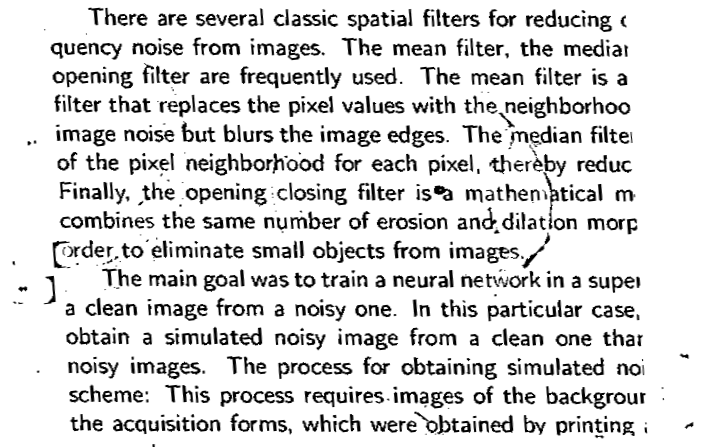 There are several classic spatial filters for reducing
quency noise from images. The mean filter, the median
opening filter are frequently used. The mean filter is a
filter that replaces the pixel values with the neighborhoo
image noise but blurs the image edges. The median filter
of the pixel neighborhood for each pixel, thereby reduc
Finally, the opening closing filter is a mathematical m
combines the same number of erosion and dilation morp
order to eliminate small objects from images.
The main goal was to train a neural network in a super
a clean image from a noisy one. In this particular case,
obtain a simulated noisy image from a clean one than
noisy images. The process for obtaining simulated noi
scheme: This process requires images of the backgroun
the acquisition forms, which were obtained by printing